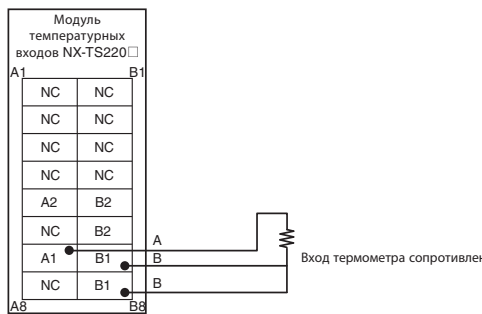 Модуль
температурных
входов NX-TS220□
A1 B1
NC NC
NC NC
NC NC
NC NC
A2 B2
NC B2
A
A1 B1 B
Вход термометра
NC B1 B
A8 B8